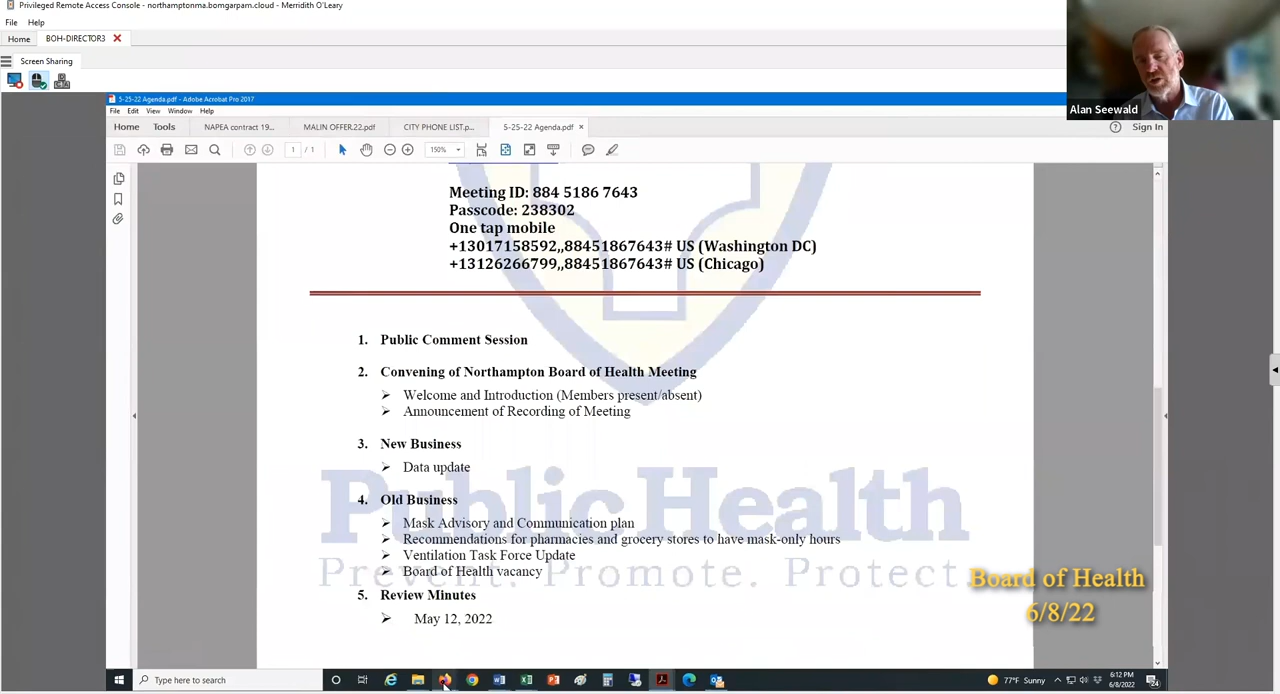 Privileged Remote Access Console - northamptonma.bomgarpam.cloud - Merridith O'Leary
File Help
Home BOH-DIRECTOR3
Screen Sharing
Alan Seewald
5-25-22 Agenda.pdf - Adobe Acrobat Pro 2017
File Edit View Window Help
Home Tools NAPEA contract 19... MALIN OFFER.22.pdf CITY PHONE LIST.p... 5-25-22 Agenda.pdf Sign In
1 / 1 150%
Meeting ID: 884 5186 7643
Passcode: 238302
One tap mobile
+13017158592,,88451867643# US (Washington DC)
+13126266799,,88451867643# US (Chicago)
1. Public Comment Session
2. Convening of Northampton Board of Health Meeting
Welcome and Introduction (Members present/absent)
Announcement of Recording of Meeting
3. New Business
Data update
4. Old Business
Public Health
Mask Advisory and Communication plan
Recommendations for pharmacies and grocery stores to have mask-only hours
Ventilation Task Force Update
Prevent. Promote. Protect
Board of Health vacancy
5. Review Minutes
May 12, 2022
Board of Health
6/8/22
Type here to search
77°F Sunny
6:12 PM
6/8/2022
24